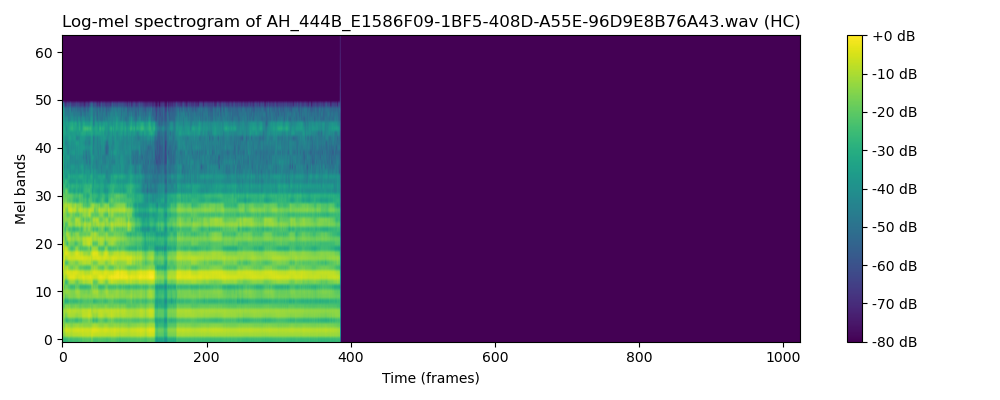 Log-mel spectrogram of AH_444B_E1586F09-1BF5-408D-A55E-96D9E8B76A43.wav (HC)
Mel bands
60
50
40
30
20
10
0
0 200 400 600 800 1000
Time (frames)
+0 dB
-10 dB
-20 dB
-30 dB
-40 dB
-50 dB
-60 dB
-70 dB
-80 dB